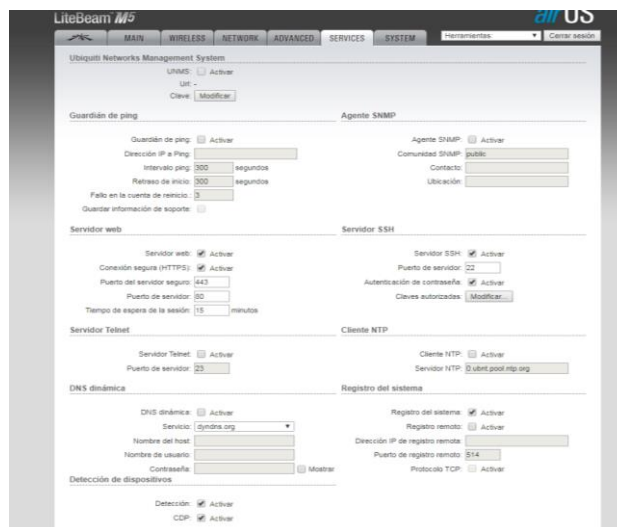 LiteBeam M5
air OS
MAIN WIRELESS NETWORK ADVANCED SERVICES SYSTEM Herramientas: Cerrar sesión
Ubiquiti Networks Management System
UNMS: Activar
Url: -
Clave: Modificar
Guardián de ping
Guardián de ping: Activar
Dirección IP a Ping:
Intervalo ping: 300 segundos
Retraso de inicio: 300 segundos
Fallo en la cuenta de reinicio.: 3
Guardar información de soporte:
Agente SNMP
Agente SNMP: Activar
Comunidad SNMP: public
Contacto:
Ubicación:
Servidor web
Servidor web: Activar
Conexión segura (HTTPS): Activar
Puerto del servidor seguro: 443
Puerto de servidor: 80
Tiempo de espera de la sesión: 15 minutos
Servidor SSH
Servidor SSH: Activar
Puerto de servidor: 22
Autenticación de contraseña: Activar
Claves autorizadas: Modificar...
Servidor Telnet
Servidor Telnet: Activar
Puerto de servidor: 23
Cliente NTP
Cliente NTP: Activar
Servidor NTP: 0.ubnt.pool.ntp.org
DNS dinámica
DNS dinámica: Activar
Servicio: dyndns.org
Nombre del host:
Nombre de usuario:
Contraseña: Mostrar
Registro del sistema
Registro del sistema: Activar
Registro remoto: Activar
Dirección IP de registro remota:
Puerto de registro remoto: 514
Protocolo TCP: Activar
Detección de dispositivos
Detección: Activar
CDP: Activar